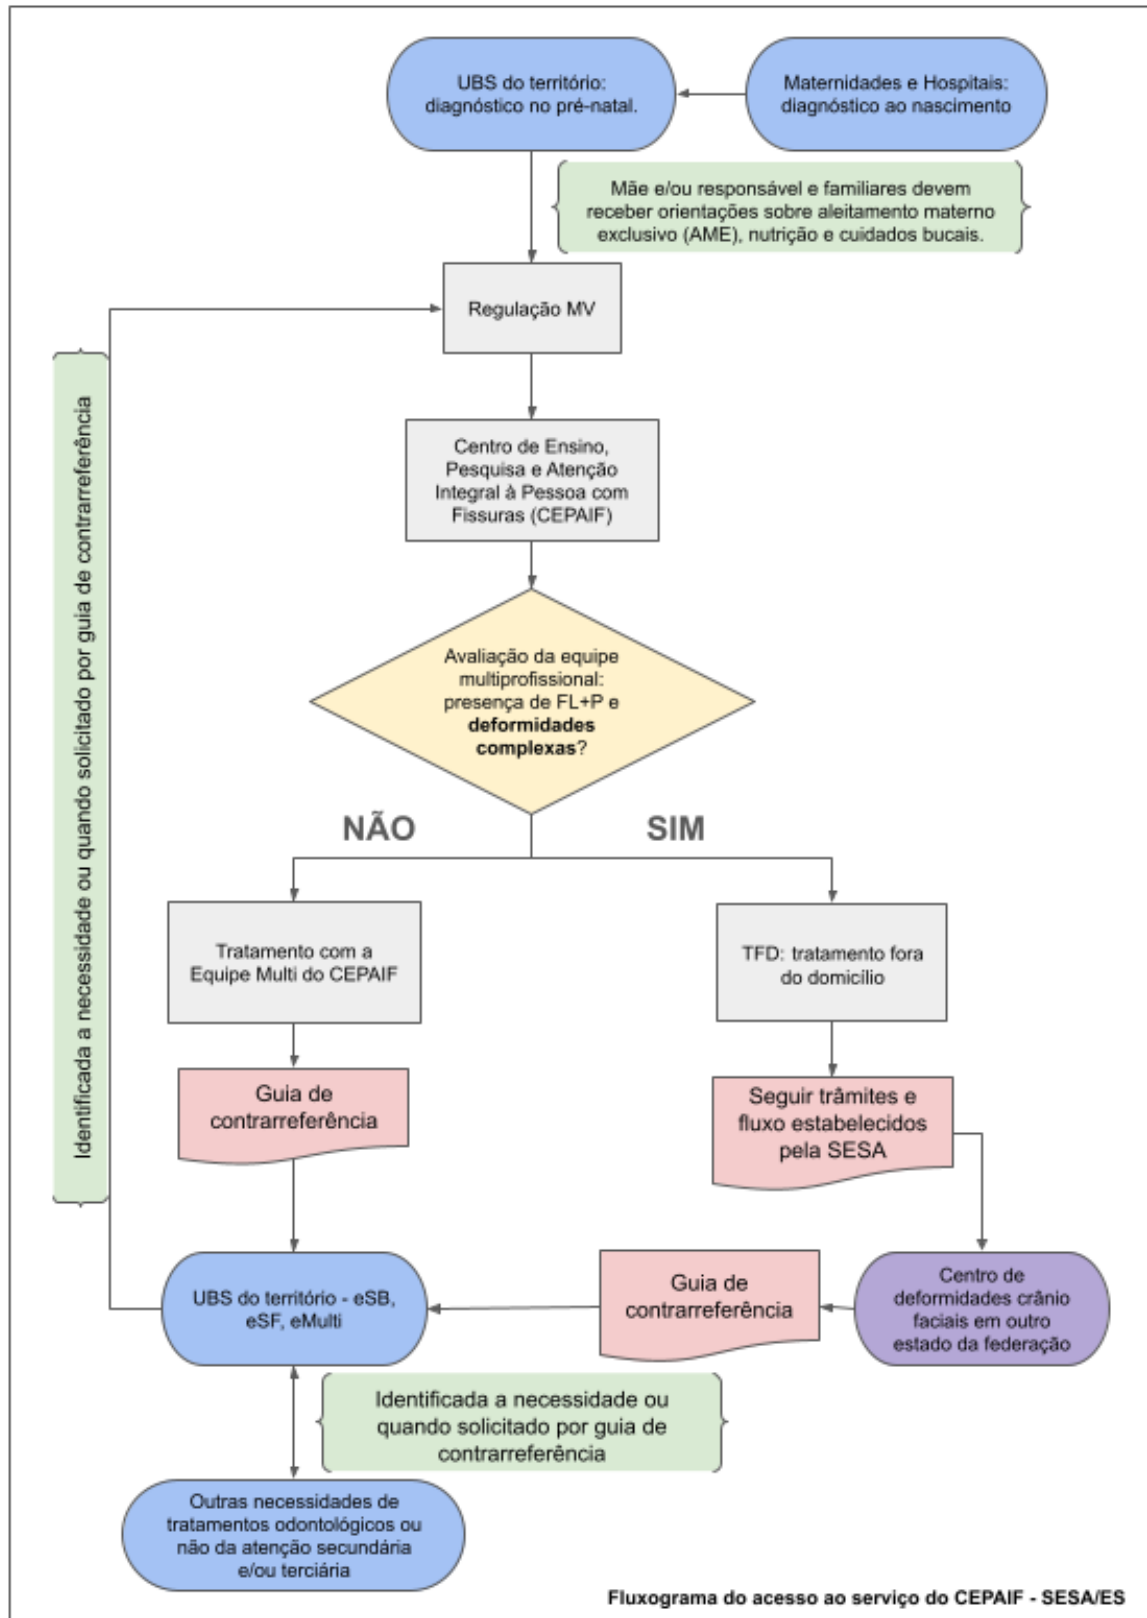 UBS do território:
diagnóstico no pré-natal.
Maternidades e Hospitais:
diagnóstico ao nascimento
Mãe e/ou responsável e familiares devem
receber orientações sobre aleitamento materno
exclusivo (AME), nutrição e cuidados bucais.
Regulação MV
Identificada a necessidade ou quando solicitado por guia de contrarreferência
Centro de Ensino,
Pesquisa e Atenção
Integral à Pessoa com
Fissuras (CEPAIF)
Avaliação da equipe
multiprofissional:
presença de FL+P e
deformidades
complexas?
NÃO
SIM
Tratamento com a
Equipe Multi do CEPAIF
TFD: tratamento fora
do domicílio
Guia de
contrarreferência
Seguir trâmites e
fluxo estabelecidos
pela SESA
UBS do território - eSB,
eSF, eMulti
Guia de
contrarreferência
Centro de
deformidades crânio
faciais em outro
estado da federação
Identificada a necessidade ou
quando solicitado por guia de
contrarreferência
Outras necessidades de
tratamentos odontológicos ou
não da atenção secundária
e/ou terciária
Fluxograma do acesso ao serviço do CEPAIF - SESA/ES